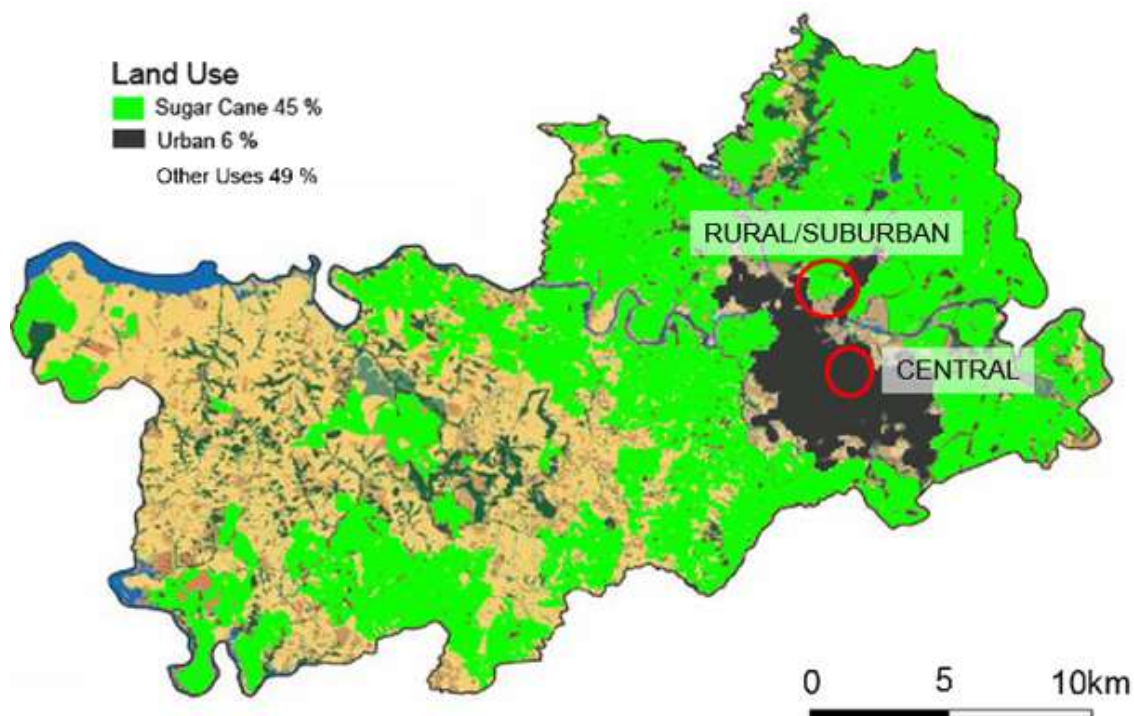 Land Use
Sugar Cane 45 %
Urban 6 %
Other Uses 49 %
RURAL/SUBURBAN
CENTRAL
0 5 10km